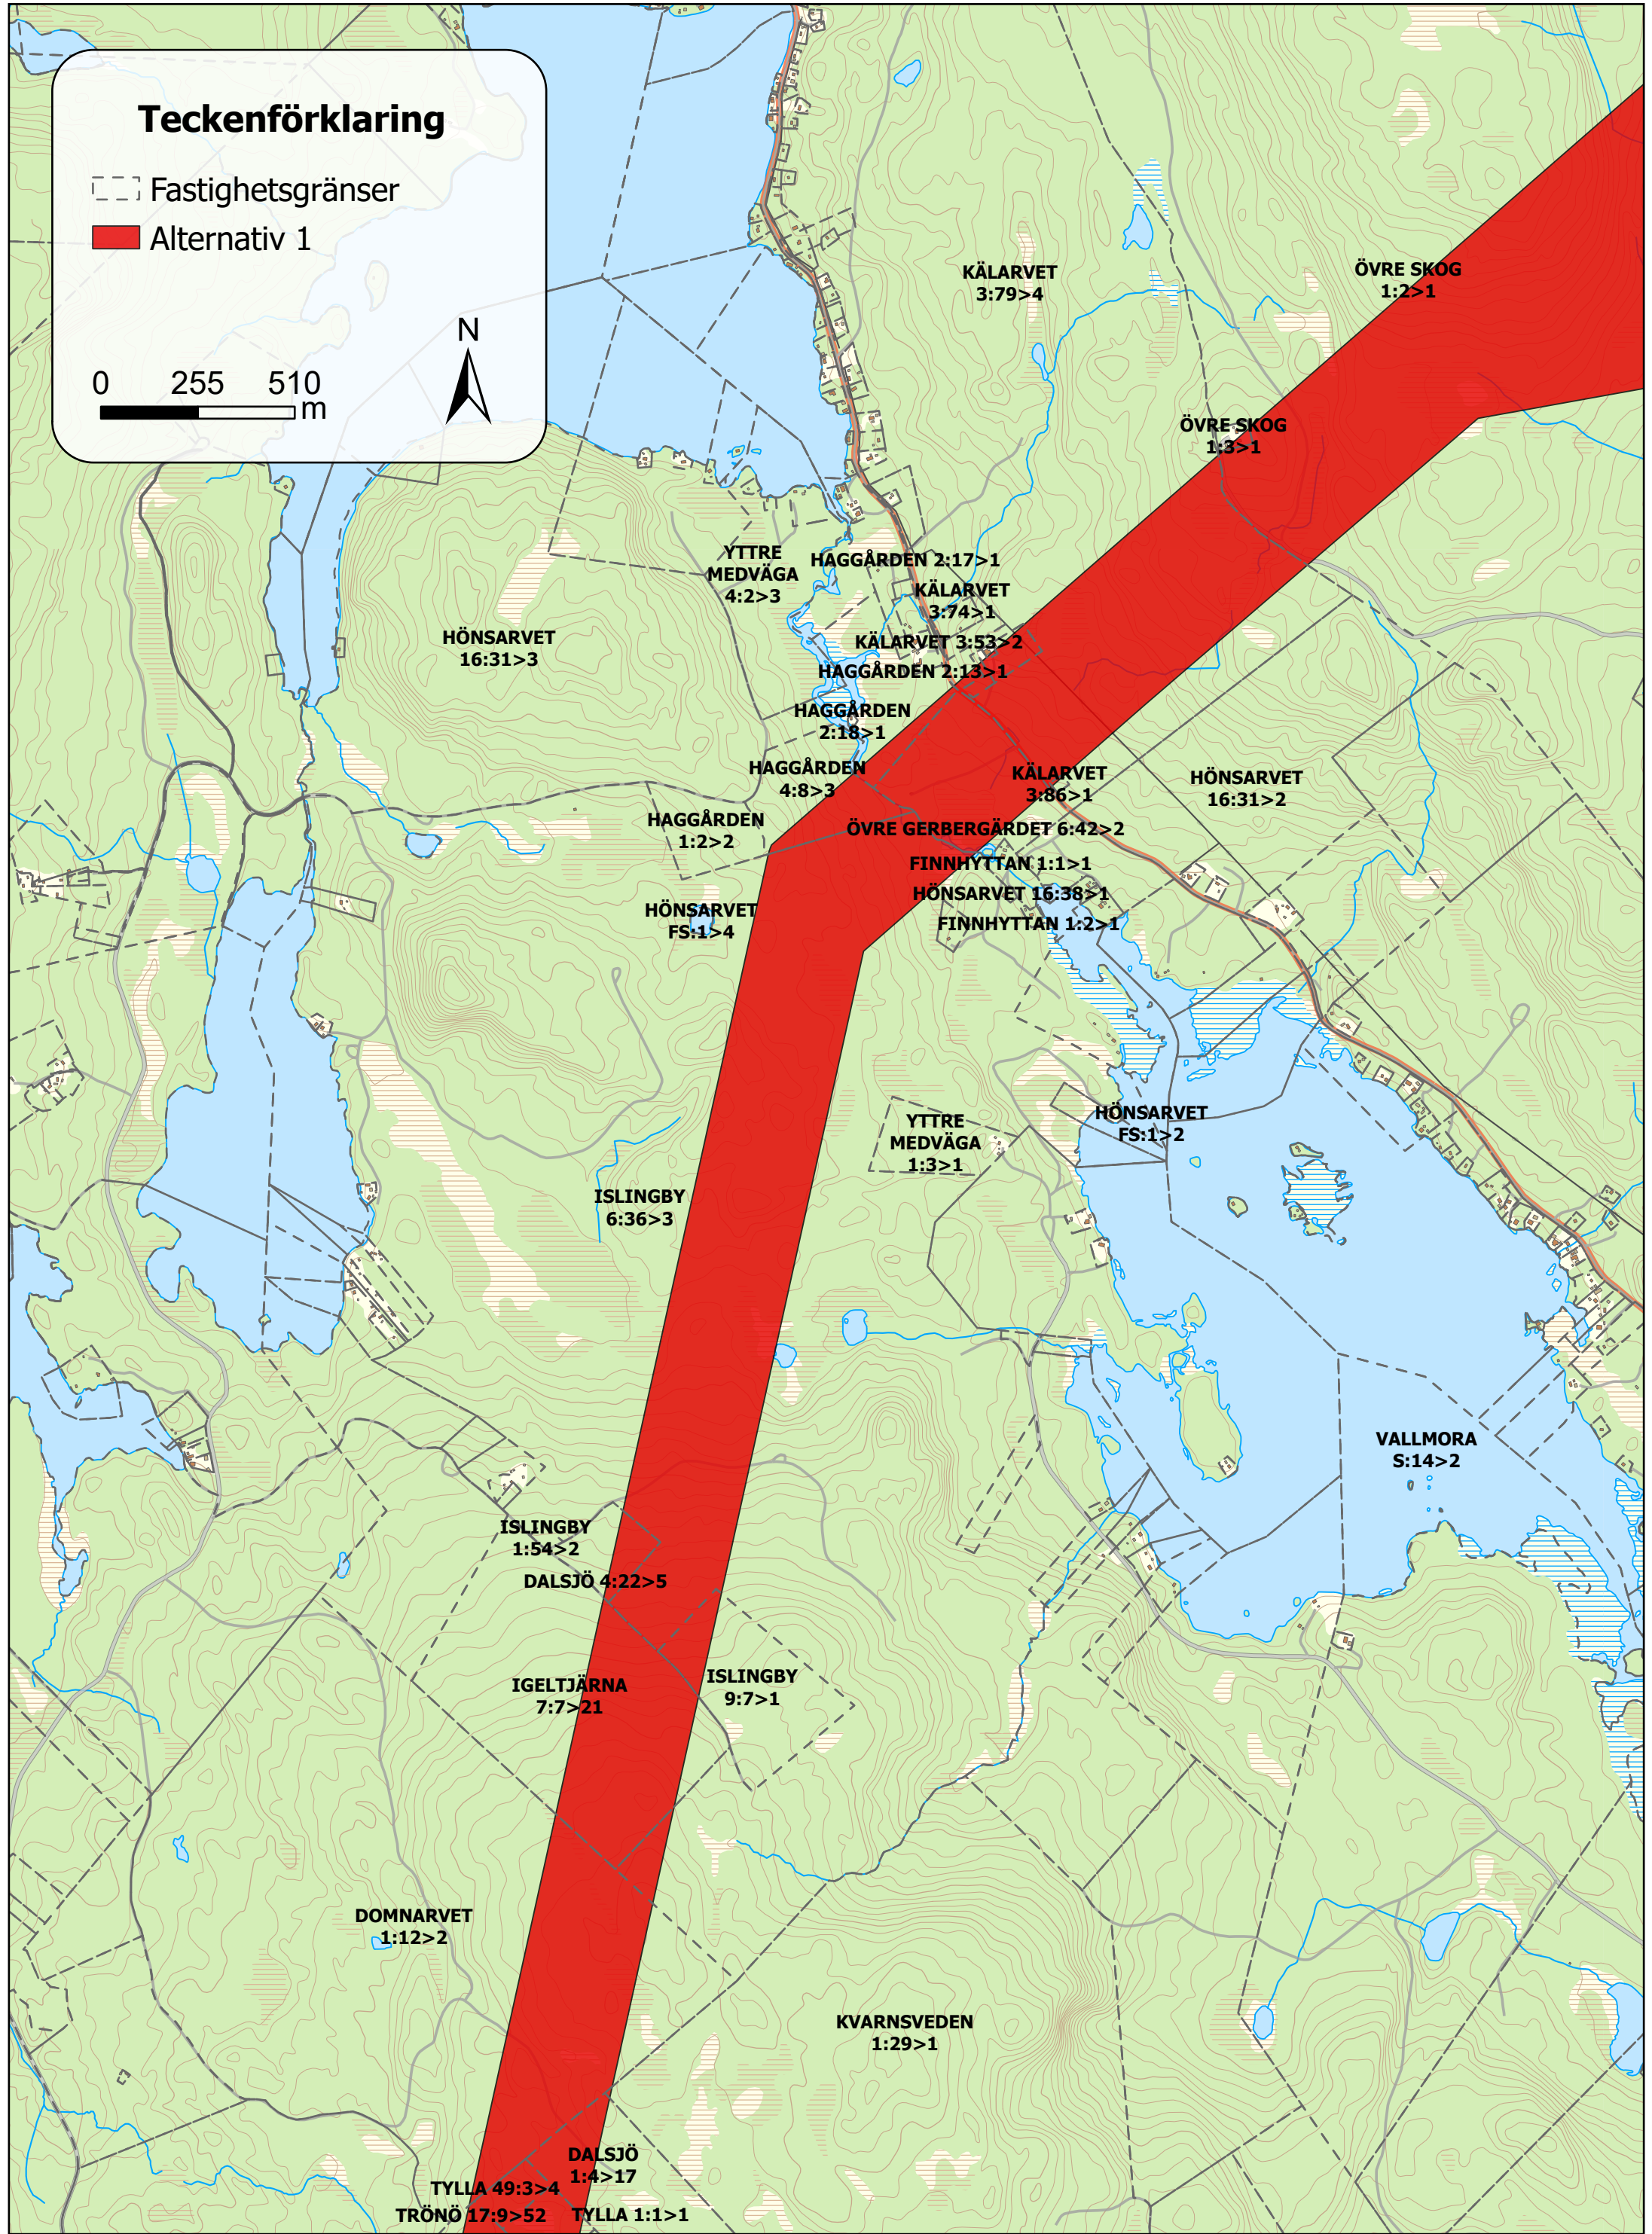 Teckenförklaring
Fastighetsgränser
Alternativ 1
N
0 255 510
m
KÄLARVET
3:79>4
ÖVRE SKOG
1:2>1
ÖVRE SKOG
1:3>1
YTTRE
MEDVÄGA
4:2>3
HAGGÅRDEN 2:17>1
KÄLARVET
3:74>1
HÖNSARVET
16:31>3
KÄLARVET 3:53>2
HAGGÅRDEN 2:13>1
HAGGÅRDEN
2:18>1
HAGGÅRDEN
4:8>3
KÄLARVET
3:86>1
HÖNSARVET
16:31>2
HAGGÅRDEN
1:2>2
ÖVRE GERBERGÄRDET 6:42>2
FINNHYTTAN 1:1>1
HÖNSARVET 16:38>1
HÖNSARVET
FS:1>4
FINNHYTTAN 1:2>1
YTTRE
MEDVÄGA
1:3>1
HÖNSARVET
FS:1>2
ISLINGBY
6:36>3
VALLMORA
S:14>2
ISLINGBY
1:54>2
DALSJÖ 4:22>5
IGELTJÄRNA
7:7>21
ISLINGBY
9:7>1
DOMNARVET
1:12>2
KVARNSVEDEN
1:29>1
DALSJÖ
1:4>17
TYLLA 49:3>4
TRÖNÖ 17:9>52
TYLLA 1:1>1